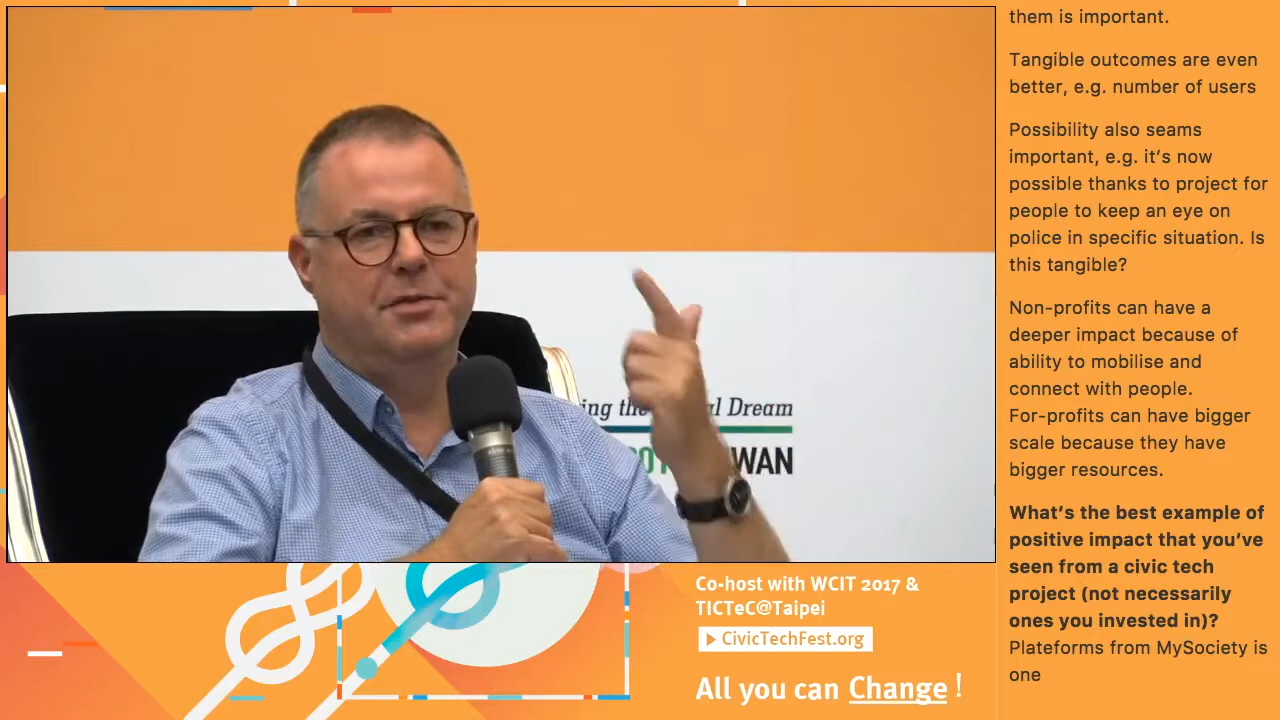 ing the
l Dream
WAN
Co-host with WCIT 2017 &
TICTeC@Taipei
CivicTechFest.org
All you can Change!
them is important.
Tangible outcomes are even
better, e.g. number of users
Possibility also seams
important, e.g. it’s now
possible thanks to project for
people to keep an eye on
police in specific situation. Is
this tangible?
Non-profits can have a
deeper impact because of
ability to mobilise and
connect with people.
For-profits can have bigger
scale because they have
bigger resources.
What’s the best example of
positive impact that you’ve
seen from a civic tech
project (not necessarily
ones you invested in)?
Plateforms from MySociety is
one